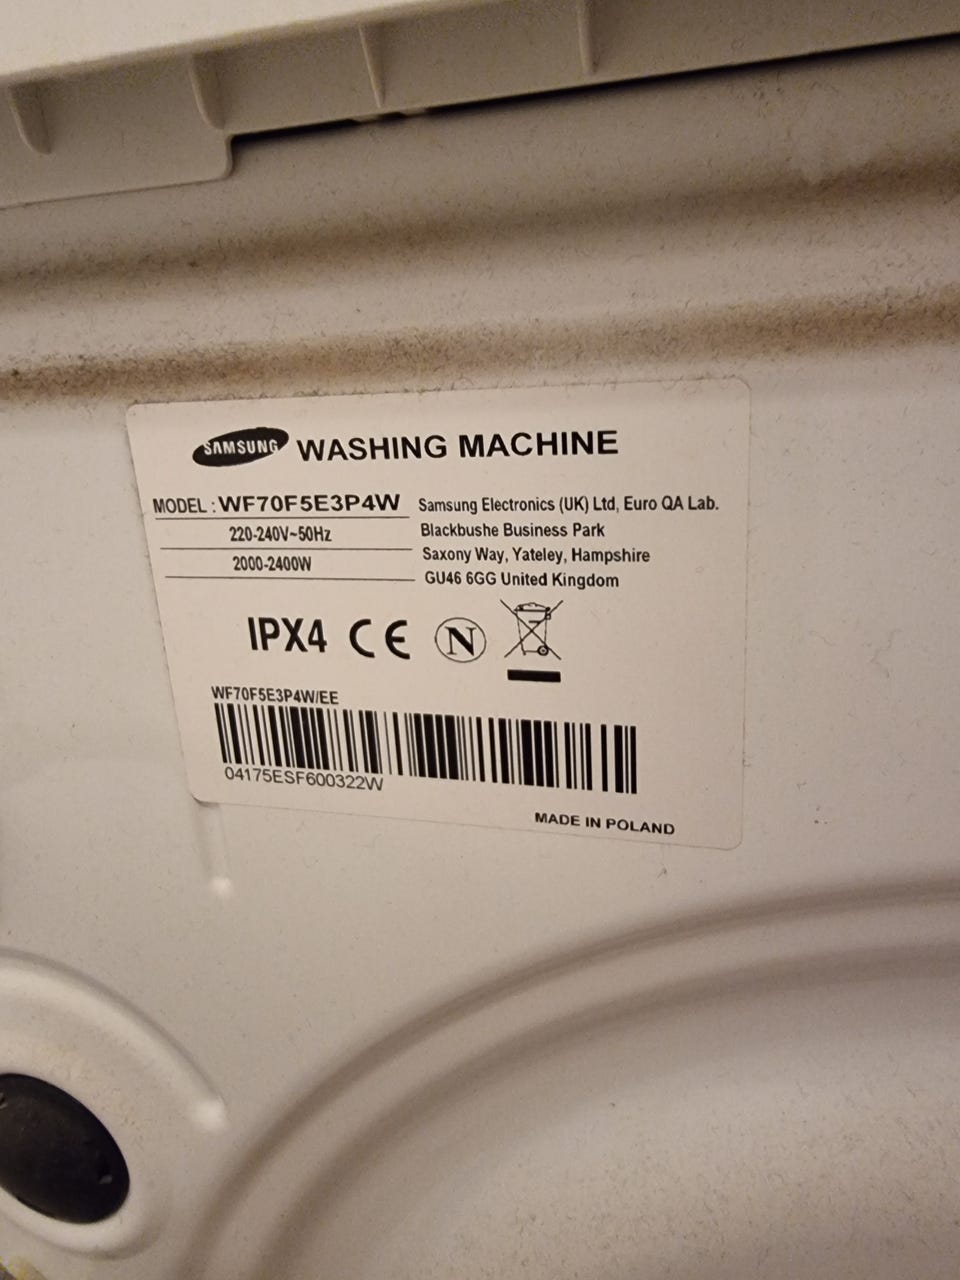 SAMSUNG WASHING MACHINE
MODEL : WF70F5E3P4W
220-240V~50Hz
2000-2400W
Samsung Electronics (UK) Ltd, Euro QA Lab.
Blackbushe Business Park
Saxony Way, Yateley, Hampshire
GU46 6GG United Kingdom
IPX4 CE N
WF70F5E3P4W/EE
04175ESF600322W
MADE IN POLAND